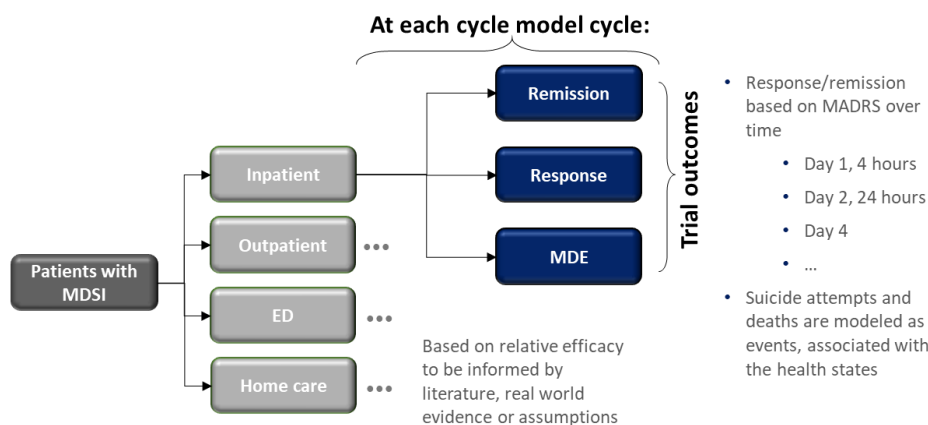 At each cycle model cycle:
Patients with
MDSI
Inpatient
Outpatient
ED
Home care
...
...
...
Remission
Response
MDE
Trial outcomes
Based on relative efficacy
to be informed by
literature, real world
evidence or assumptions
• Response/remission
based on MADRS over
time
• Day 1, 4 hours
• Day 2, 24 hours
• Day 4
• ...
• Suicide attempts and
deaths are modeled as
events, associated with
the health states